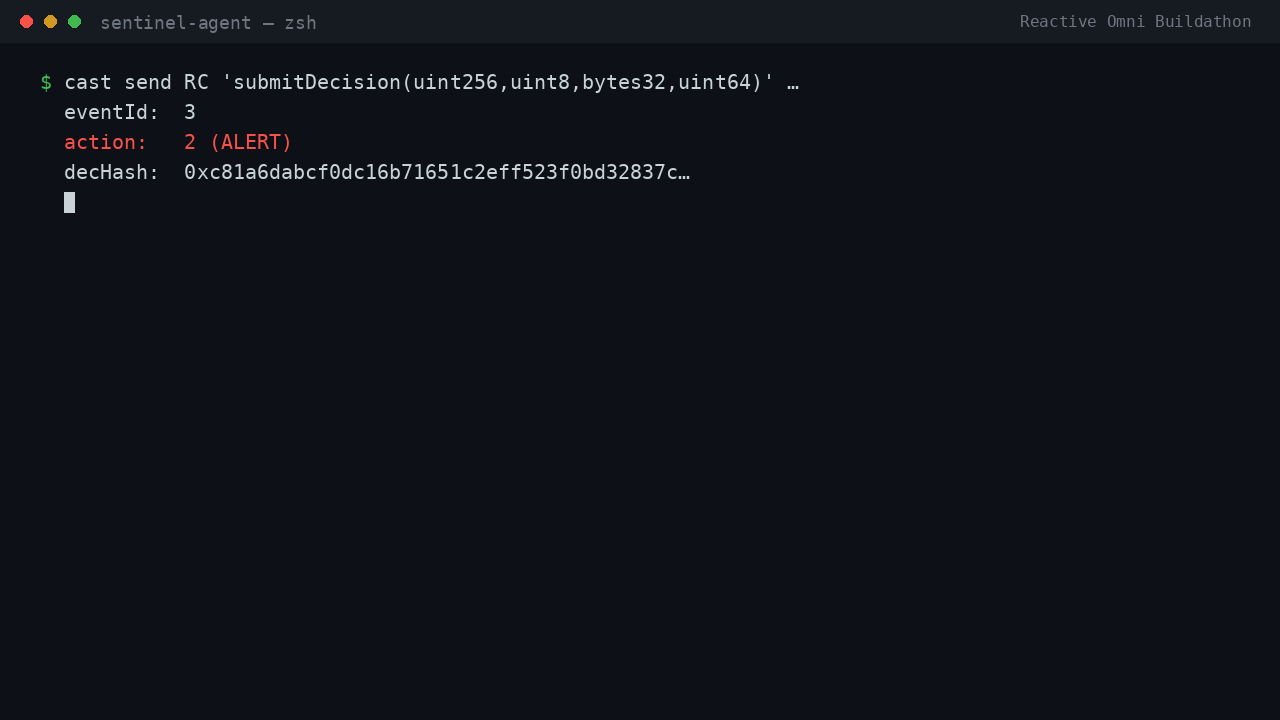 sentinel-agent — zsh
Reactive Omni Buildathon
$ cast send RC 'submitDecision(uint256,uint8,bytes32,uint64)' …
eventId: 3
action: 2 (ALERT)
decHash: 0xc81a6dabcf0dc16b71651c2eff523f0bd32837c…